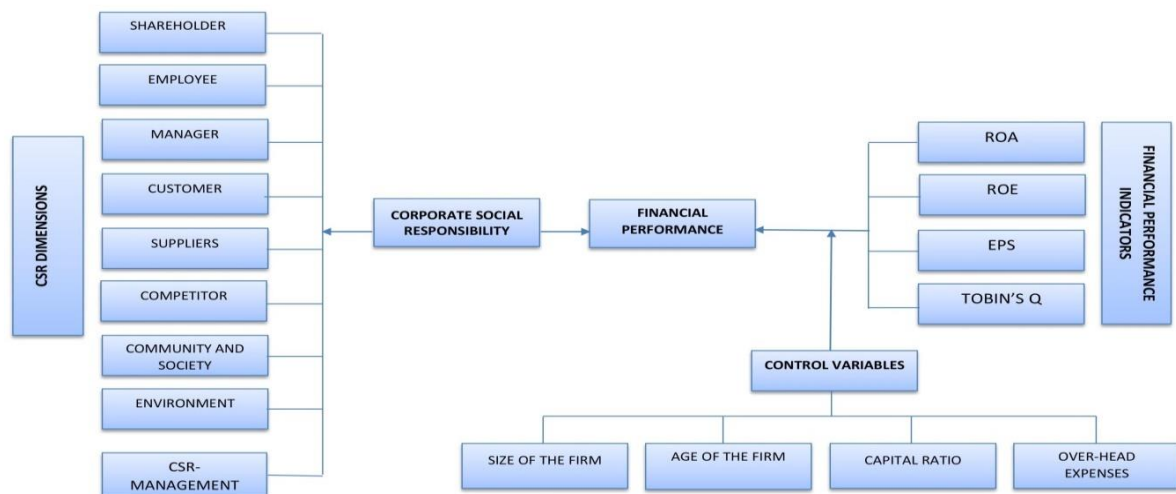 CSR DIMENSIONS
SHAREHOLDER
EMPLOYEE
MANAGER
CUSTOMER
SUPPLIERS
COMPETITOR
COMMUNITY AND
SOCIETY
ENVIRONMENT
CSR-
MANAGEMENT
CORPORATE SOCIAL
RESPONSIBILITY
FINANCIAL
PERFORMANCE
ROA
ROE
EPS
TOBIN'S Q
FINANCIAL PERFORMANCE
INDICATORS
CONTROL VARIABLES
SIZE OF THE FIRM
AGE OF THE FIRM
CAPITAL RATIO
OVER-HEAD
EXPENSES